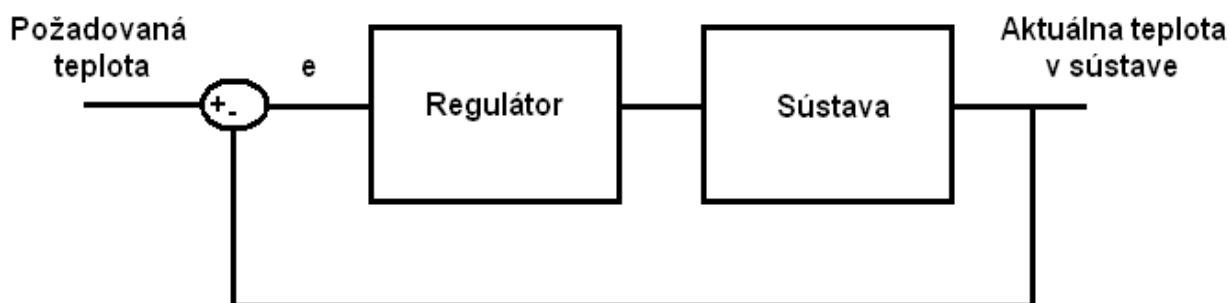 Požadovaná
teplota
+
-
e
Regulátor
Sústava
Aktuálna teplota
v sústave